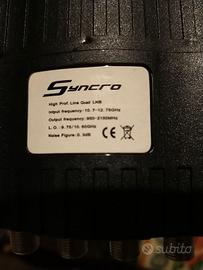 Syncro
High Prof. Line Quad LNB
Input frequency: 10.7-12.75GHz
Output frequency: 950-2150MHz
L.O.: 9.75/10.60GHz
Noise Figure: 0.3dB
CE
subito